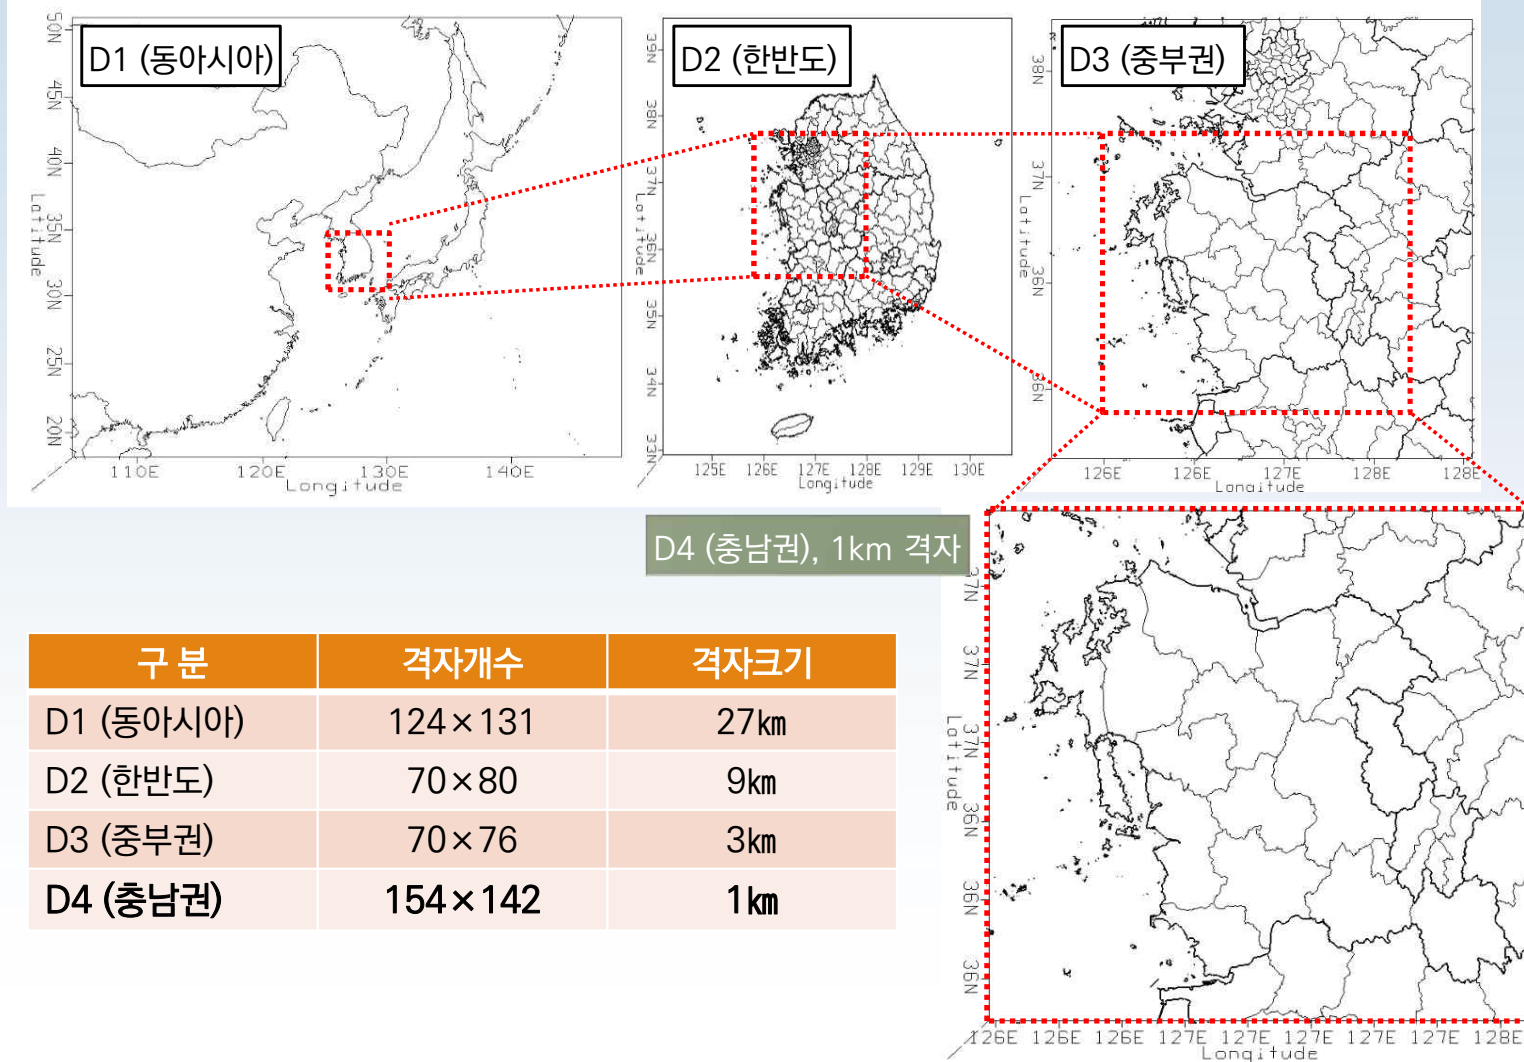 D1 (동아시아)
50N
45N
40N
35N
30N
25N
20N
Latitude
110E 120E 130E 140E
Longitude
D2 (한반도)
39N
38N
37N
36N
35N
34N
33N
Latitude
125E 126E 127E 128E 129E 130E
Longitude
D3 (중부권)
38N
37N
36N
36N
Latitude
126E 126E 127E 128E 128E
Longitude
D4 (충남권), 1km 격자
37N
37N
37N
36N
36N
36N
Latitude
126E 126E 126E 127E 127E 127E 127E 127E 128E
Longitude
구 분 격자개수 격자크기
D1 (동아시아) 124×131 27㎞
D2 (한반도) 70×80 9㎞
D3 (중부권) 70×76 3㎞
D4 (충남권) 154×142 1㎞